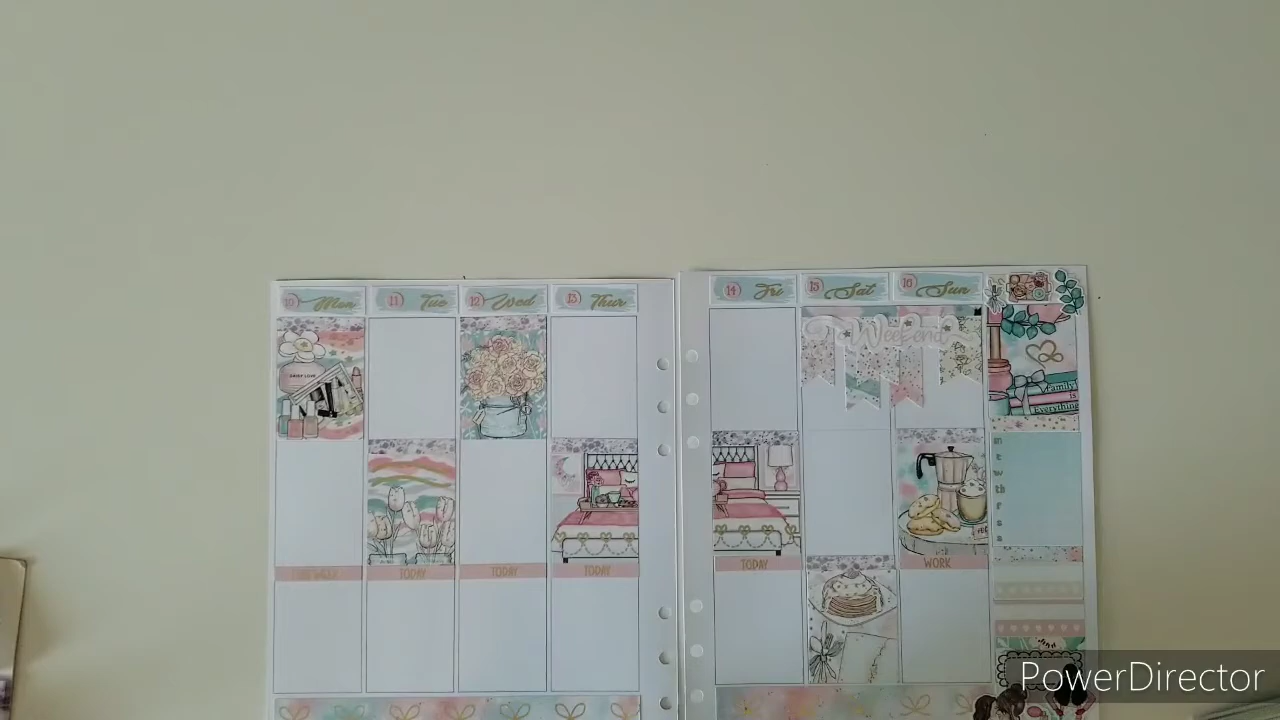 10 Mon
11 Tue
12 Wed
13 Thur
14 Fri
15 Sat
16 Sun
Weekend
Family
is
Everything
m
t
w
th
f
s
s
TODAY
TODAY
TODAY
TODAY
WORK
PowerDirector